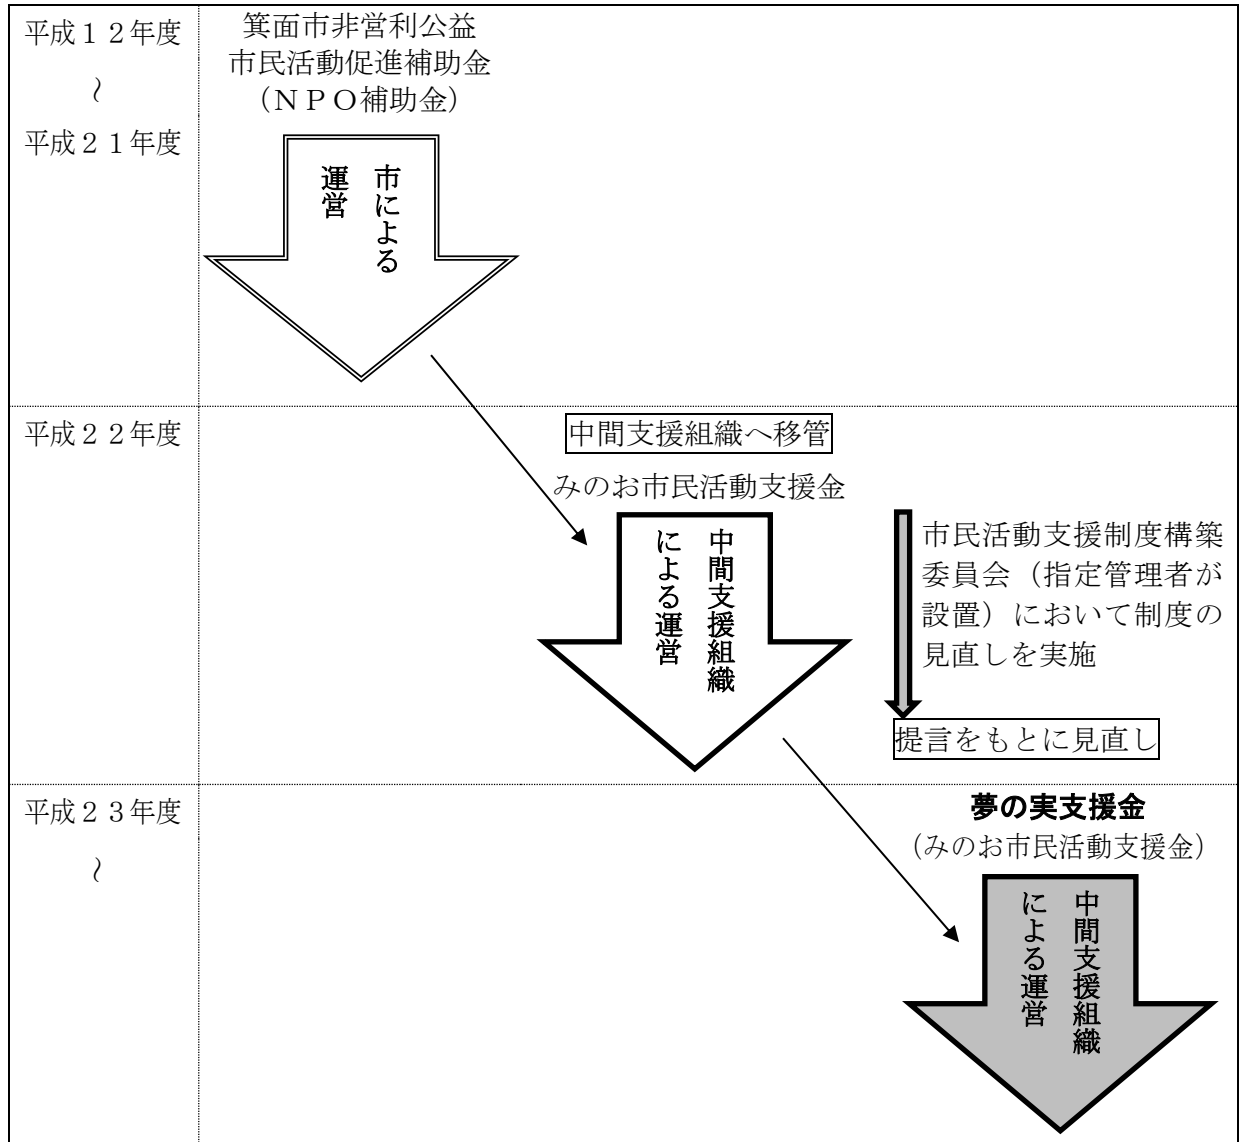 平成１２年度
～
平成２１年度
箕面市非営利公益
市民活動促進補助金
（ＮＰＯ補助金）
市による
運営
平成２２年度
中間支援組織へ移管
みのお市民活動支援金
中間支援組織
による運営
市民活動支援制度構築
委員会（指定管理者が
設置）において制度の
見直しを実施
提言をもとに見直し
平成２３年度
～
夢の実支援金
（みのお市民活動支援金）
中間支援組織
による運営